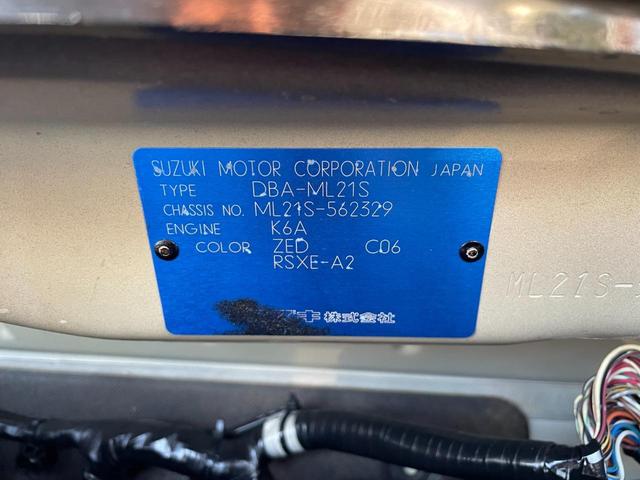 SUZUKI MOTOR CORPORATION JAPAN
TYPE DBA-ML21S
CHASSIS NO. ML21S-562329
ENGINE K6A
COLOR ZED C06
RSXE-A2
キ株式会社
ML21S-